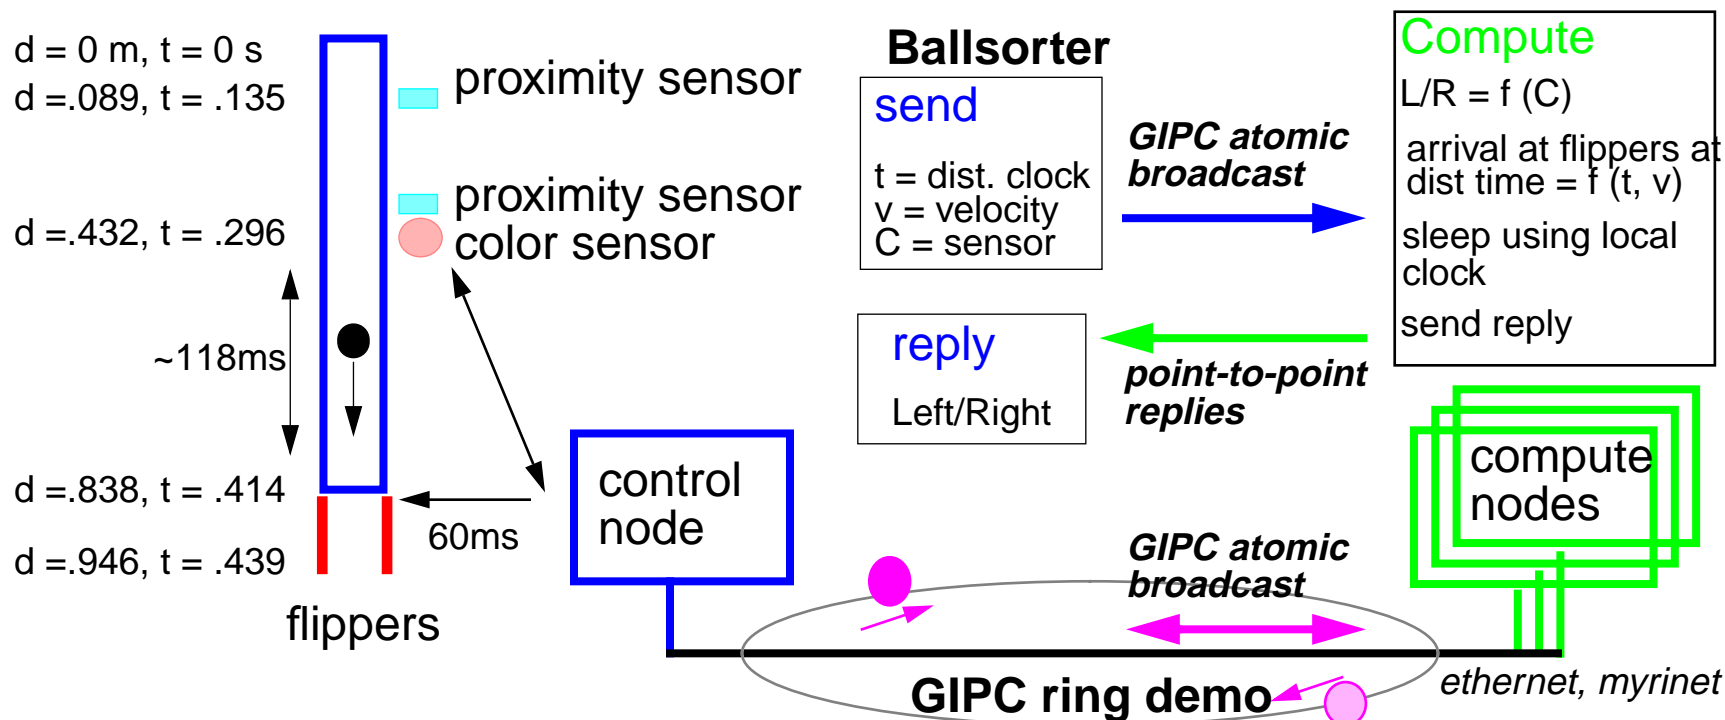 d = 0 m, t = 0 s
d =.089, t = .135
proximity sensor
proximity sensor
d =.432, t = .296
color sensor
~118ms
d =.838, t = .414
60ms
d =.946, t = .439
flippers
control
node
Ballsorter
send
t = dist. clock
v = velocity
C = sensor
GIPC atomic
broadcast
Compute
L/R = f (C)
arrival at flippers at
dist time = f (t, v)
sleep using local
clock
send reply
reply
Left/Right
point-to-point
replies
compute
nodes
GIPC atomic
broadcast
GIPC ring demo
ethernet, myrinet